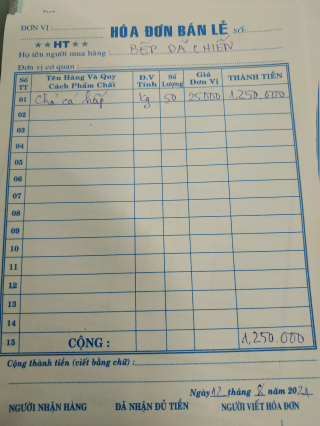 ĐƠN VỊ :
HÓA ĐƠN BÁN LẺ Số
★★HT★★
Họ tên người mua hàng : BẾP DÃ CHIẾN
Đơn vị cơ quan
Số TT Tên Hàng Và Quy Cách Phẩm Chất Đ.V Tính Số Lượng Giá Đơn Vị THÀNH TIỀN
01 Chả cá hấp kg 50 25.000 1.250.000
02
03
04
05
06
07
08
09
10
11
12
13
14
15 CỘNG : 1,250.000
Cộng thành tiền (viết bằng chữ) :
Ngày 12 tháng 8 năm 2021
NGƯỜI NHẬN HÀNG ĐÃ NHẬN ĐỦ TIỀN NGƯỜI VIẾT HÓA ĐƠN